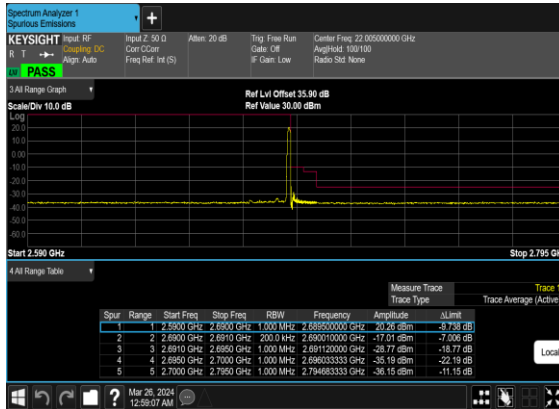 Spectrum Analyzer 1
Spurious Emissions
+
KEYSIGHT Input: RF Input Z: 50 Ω Atten: 20 dB Trig: Free Run Center Freq: 22.005000000 GHz
R T Coupling: DC Corr CCorr Gate: Off Avg|Hold: 100/100
Align: Auto Freq Ref: Int (S) IF Gain: Low Radio Std: None
PASS
3 All Range Graph
Scale/Div 10.0 dB Ref Lvl Offset 35.90 dB
Ref Value 30.00 dBm
Log
20.0
10.0
0.00
-10.0
-20.0
-30.0
-40.0
-50.0
-60.0
Start 2.590 GHz Stop 2.795 GH
4 All Range Table
Measure Trace Trace 1
Trace Type Trace Average (Active
Spur Range Start Freq Stop Freq RBW Frequency Amplitude ΔLimit
1 1 2.5900 GHz 2.6900 GHz 1.000 MHz 2.689500000 GHz 20.26 dBm -9.738 dB
2 2 2.6900 GHz 2.6910 GHz 200.0 kHz 2.690010000 GHz -17.01 dBm -7.006 dB
3 3 2.6910 GHz 2.6950 GHz 1.000 MHz 2.691120000 GHz -28.77 dBm -18.77 dB
4 4 2.6950 GHz 2.7000 GHz 1.000 MHz 2.696033333 GHz -35.19 dBm -22.19 dB
5 5 2.7000 GHz 2.7950 GHz 1.000 MHz 2.794683333 GHz -36.15 dBm -11.15 dB
Local
? Mar 26, 2024
12:59:07 AM